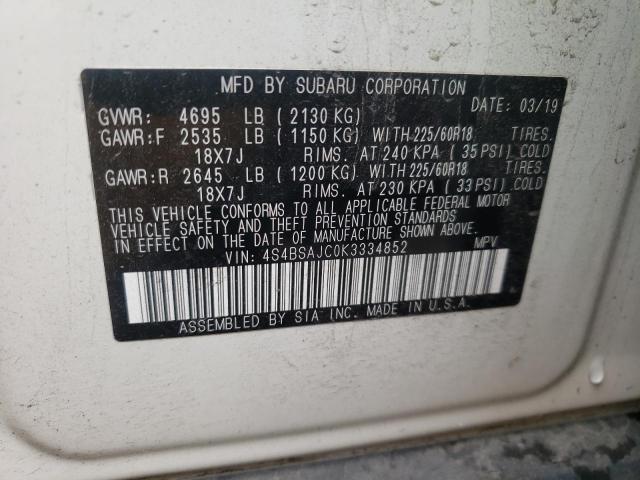 MFD BY SUBARU CORPORATION
DATE: 03/19
GVWR: 4695 LB (2130 KG)
GAWR:F 2535 LB (1150 KG) WITH 225/60R18 TIRES.
18X7J RIMS. AT 240 KPA (35 PSI) COLD
GAWR:R 2645 LB (1200 KG) WITH 225/60R18 TIRES.
18X7J RIMS. AT 230 KPA (33 PSI) COLD
THIS VEHICLE CONFORMS TO ALL APPLICABLE FEDERAL MOTOR
VEHICLE SAFETY AND THEFT PREVENTION STANDARDS
IN EFFECT ON THE DATE OF MANUFACTURE SHOWN ABOVE.
VIN: 4S4BSAJC0K3334852 MPV
ASSEMBLED BY SIA INC. MADE IN U.S.A.